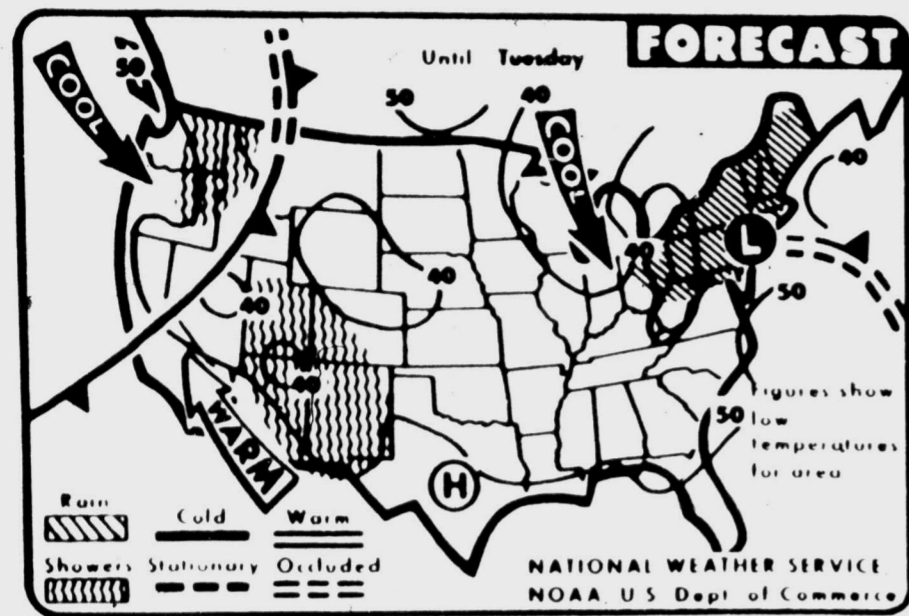 FORECAST
Until Tuesday
COOL
50
50
40
COOL
40
L
40
40
40
50
40
WARM
50
H
Figures show
low
temperatures
for area
Rain
Cold
Warm
Showers
Stationary
Occluded
NATIONAL WEATHER SERVICE
NOAA U S Dept of Commerce